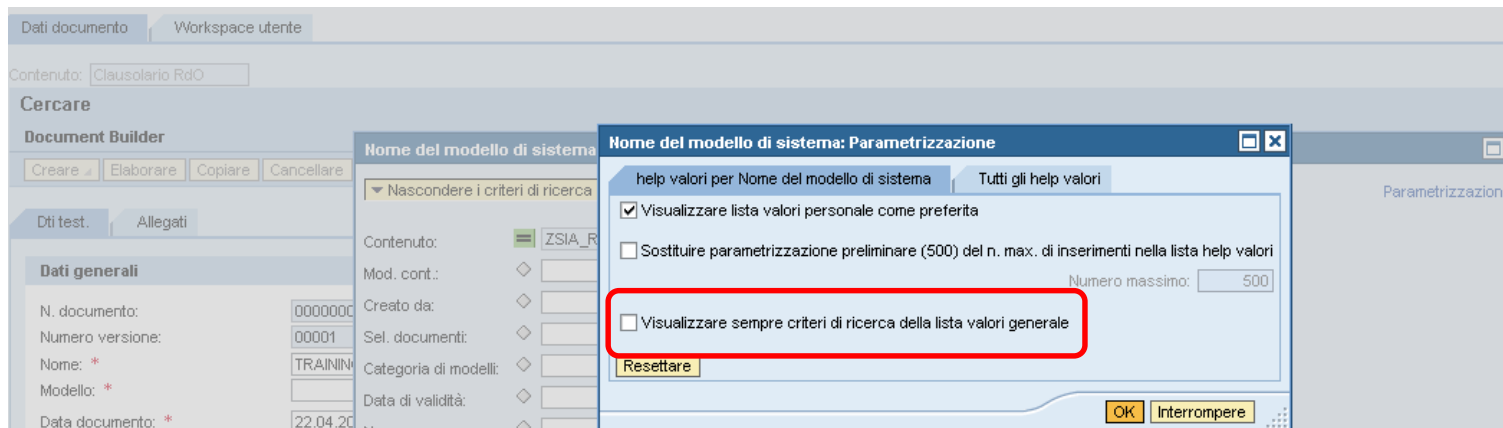 Dati documento
Workspace utente
Contenuto: Clausolario RdO
Cercare
Document Builder
Creare
Elaborare
Copiare
Cancellare
Dti test.
Allegati
Dati generali
N. documento: 0000000
Numero versione: 00001
Nome: *
Modello: *
Data documento: * 22.04.20
Nome del modello di sistema
Nascondere i criteri di ricerca
Contenuto: ZSIA_R
Mod. cont.:
Creato da:
Sel. documenti:
Categoria di modelli:
Data di validità:
Nome del modello di sistema: Parametrizzazione
help valori per Nome del modello di sistema
Tutti gli help valori
Visualizzare lista valori personale come preferita
Sostituire parametrizzazione preliminare (500) del n. max. di inserimenti nella lista help valori
Numero massimo: 500
Visualizzare sempre criteri di ricerca della lista valori generale
Resettare
OK
Interrompere
Parametrizzazion